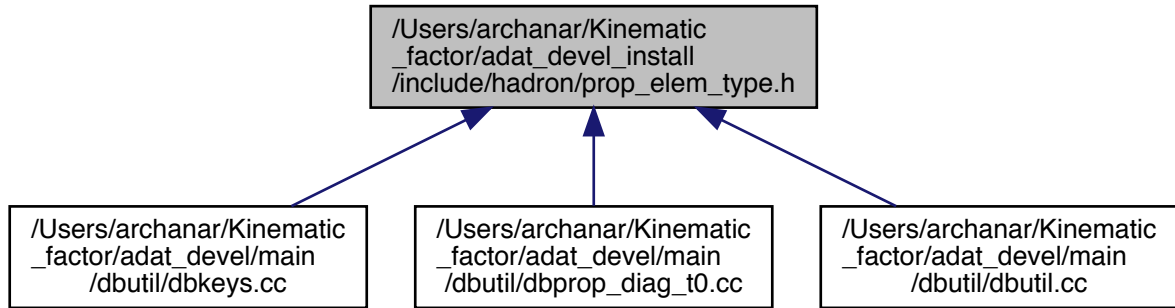 /Users/archanar/Kinematic
_factor/adat_devel_install
/include/hadron/prop_elem_type.h
/Users/archanar/Kinematic
_factor/adat_devel/main
/dbutil/dbkeys.cc
/Users/archanar/Kinematic
_factor/adat_devel/main
/dbutil/dbprop_diag_t0.cc
/Users/archanar/Kinematic
_factor/adat_devel/main
/dbutil/dbutil.cc